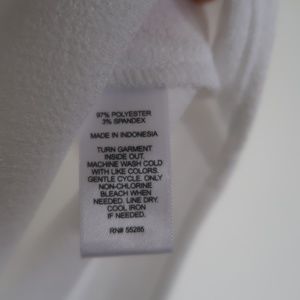 97% POLYESTER
3% SPANDEX
MADE IN INDONESIA
TURN GARMENT
INSIDE OUT.
MACHINE WASH COLD
WITH LIKE COLORS.
GENTLE CYCLE. ONLY
NON-CHLORINE
BLEACH WHEN
NEEDED. LINE DRY.
COOL IRON
IF NEEDED.
RN# 55285